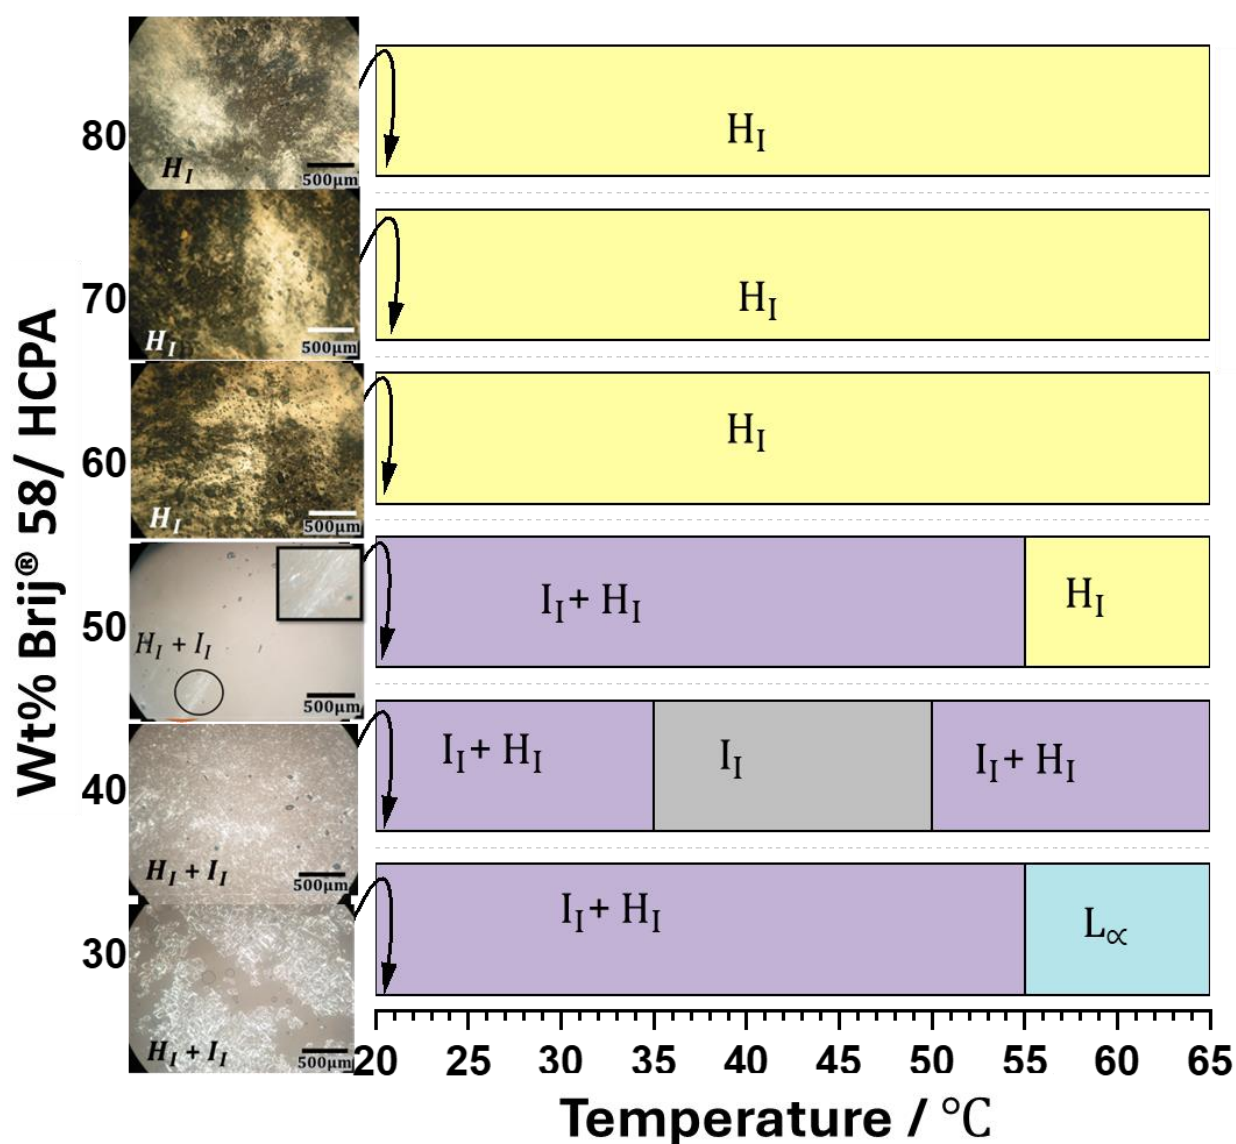 Wt% Brij® 58/ HCPA
80
H_I
500μm
H_I
70
H_I
500μm
H_I
60
H_I
500μm
H_I
50
H_I + I_I
500μm
I_I + H_I
H_I
40
H_I + I_I
500μm
I_I + H_I
I_I
I_I + H_I
30
H_I + I_I
500μm
I_I + H_I
L_∝
20 25 30 35 40 45 50 55 60 65
Temperature / °C